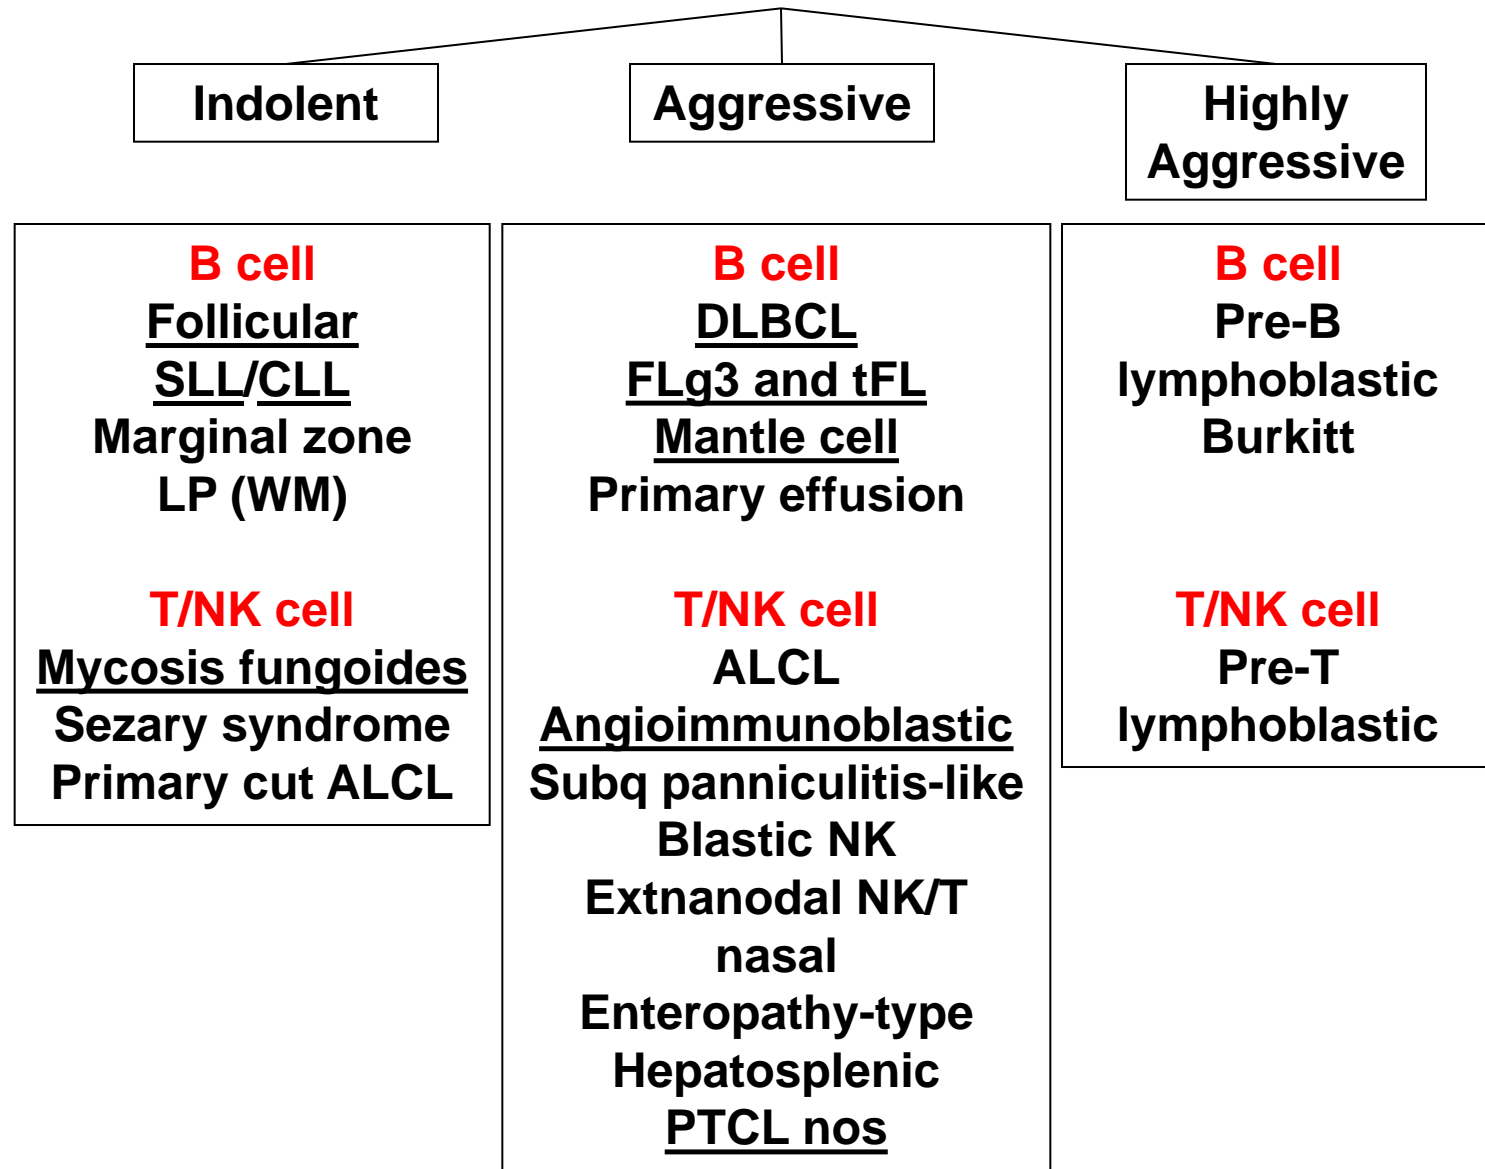 Indolent
Aggressive
Highly
Aggressive
B cell
Follicular
SLL/CLL
Marginal zone
LP (WM)
T/NK cell
Mycosis fungoides
Sezary syndrome
Primary cut ALCL
B cell
DLBCL
FLg3 and tFL
Mantle cell
Primary effusion
T/NK cell
ALCL
Angioimmunoblastic
Subq panniculitis-like
Blastic NK
Extnanodal NK/T
nasal
Enteropathy-type
Hepatosplenic
PTCL nos
B cell
Pre-B
lymphoblastic
Burkitt
T/NK cell
Pre-T
lymphoblastic